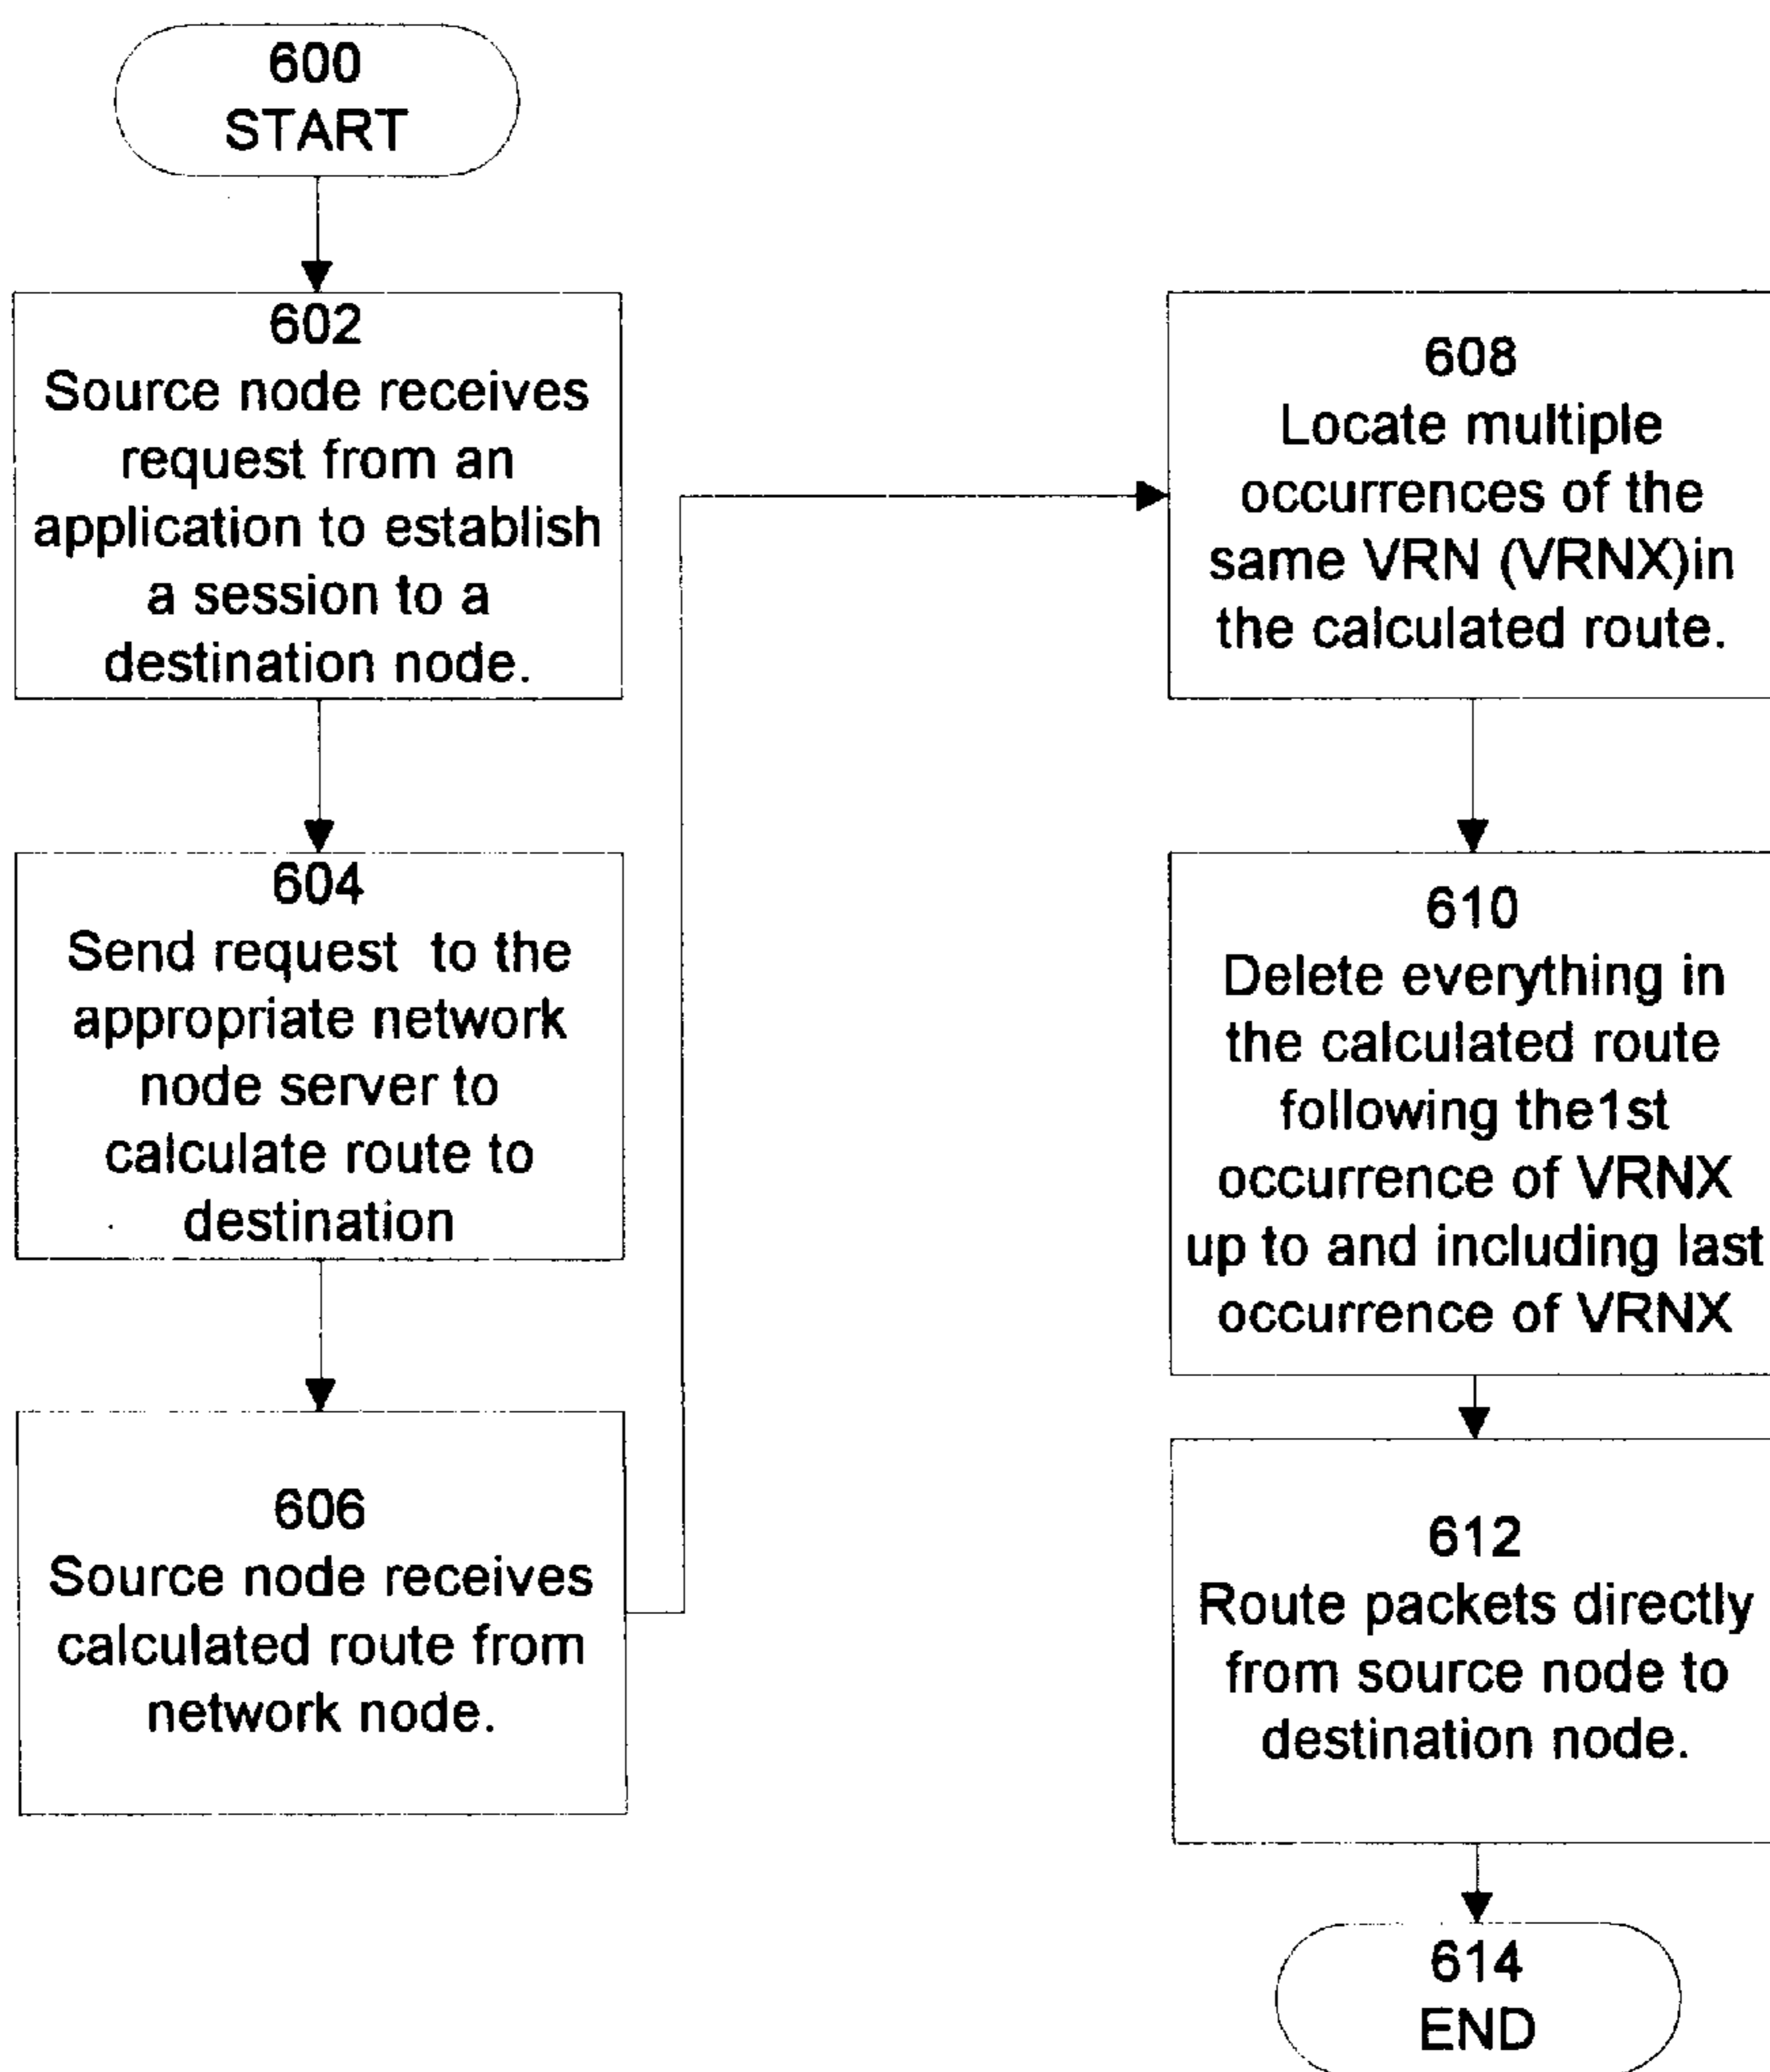 600
START
602
Source node receives
request from an
application to establish
a session to a
destination node.
604
Send request to the
appropriate network
node server to
calculate route to
destination
606
Source node receives
calculated route from
network node.
608
Locate multiple
occurrences of the
same VRN (VRNX)in
the calculated route.
610
Delete everything in
the calculated route
following the1st
occurrence of VRNX
up to and including last
occurrence of VRNX
612
Route packets directly
from source node to
destination node.
614
END